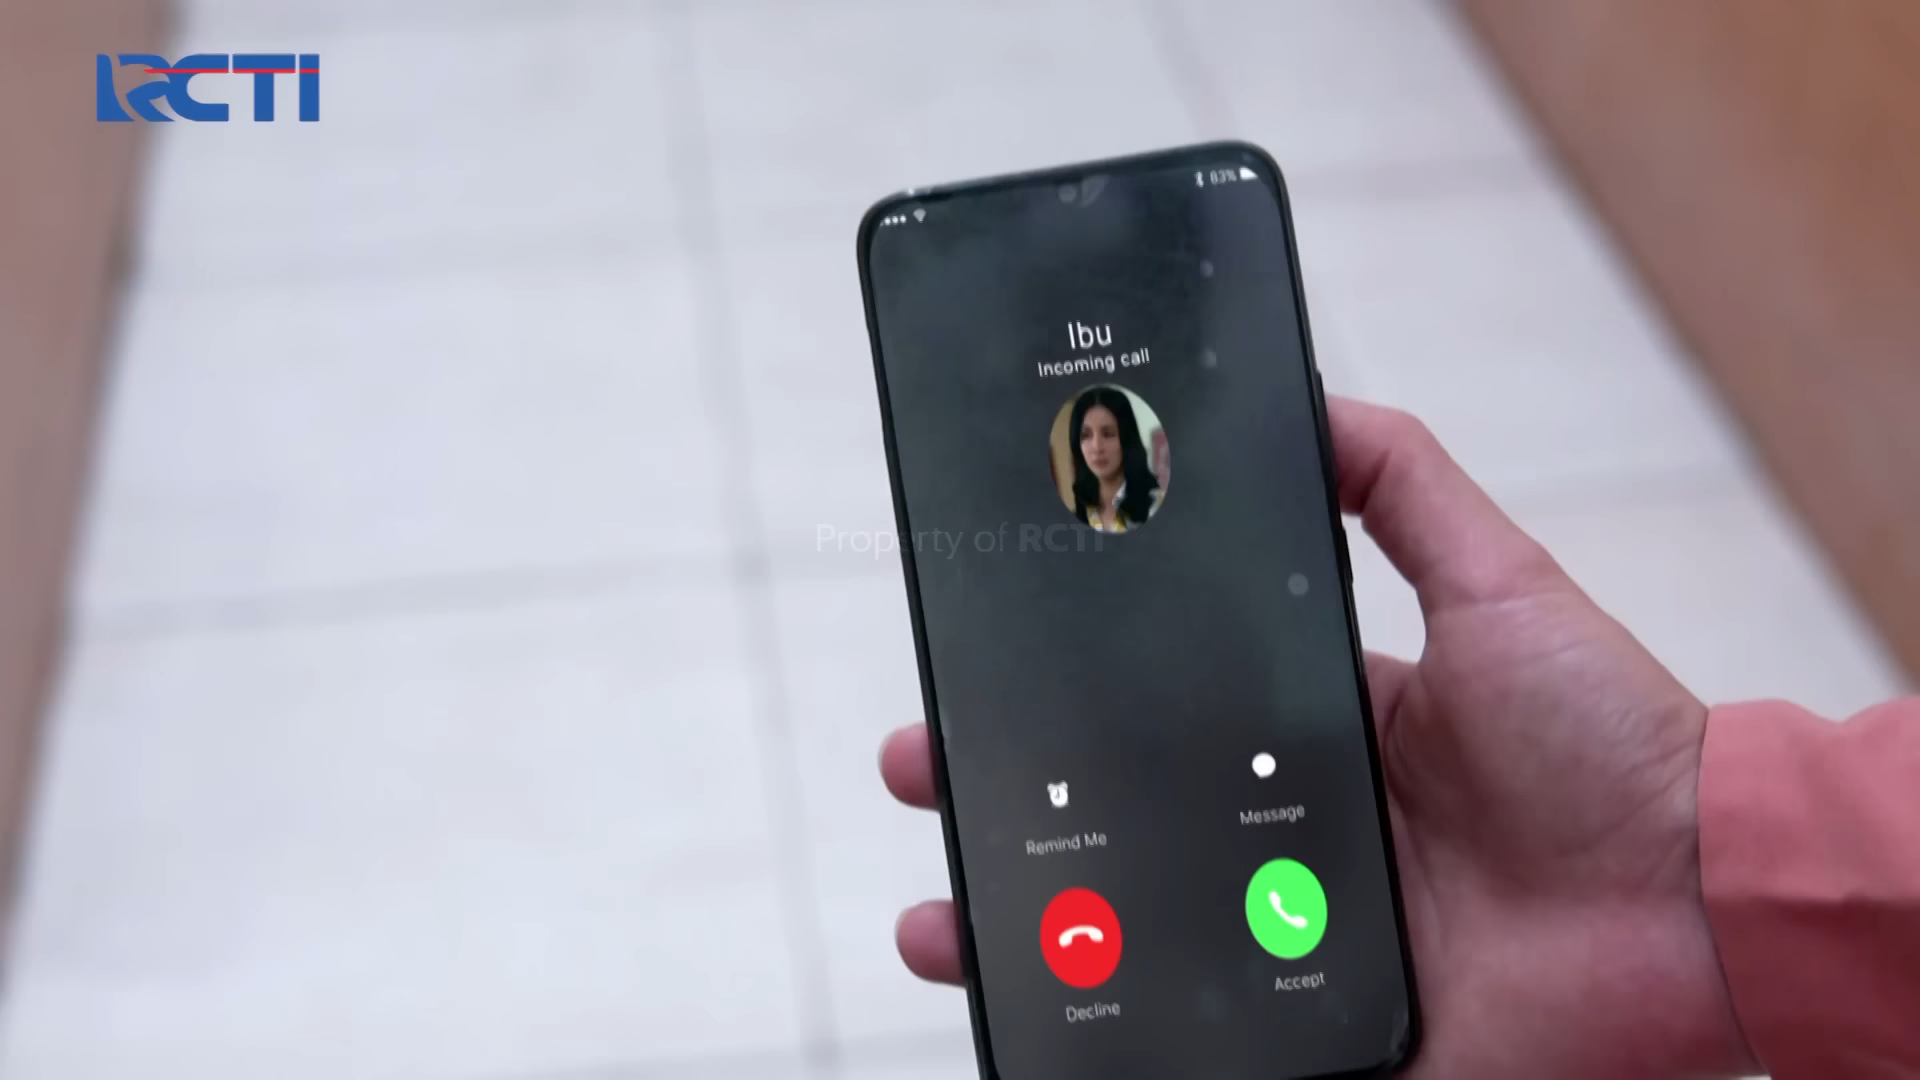 RCTI
83%
Ibu
Incoming call
Property of RCTI
Remind Me
Message
Decline
Accept